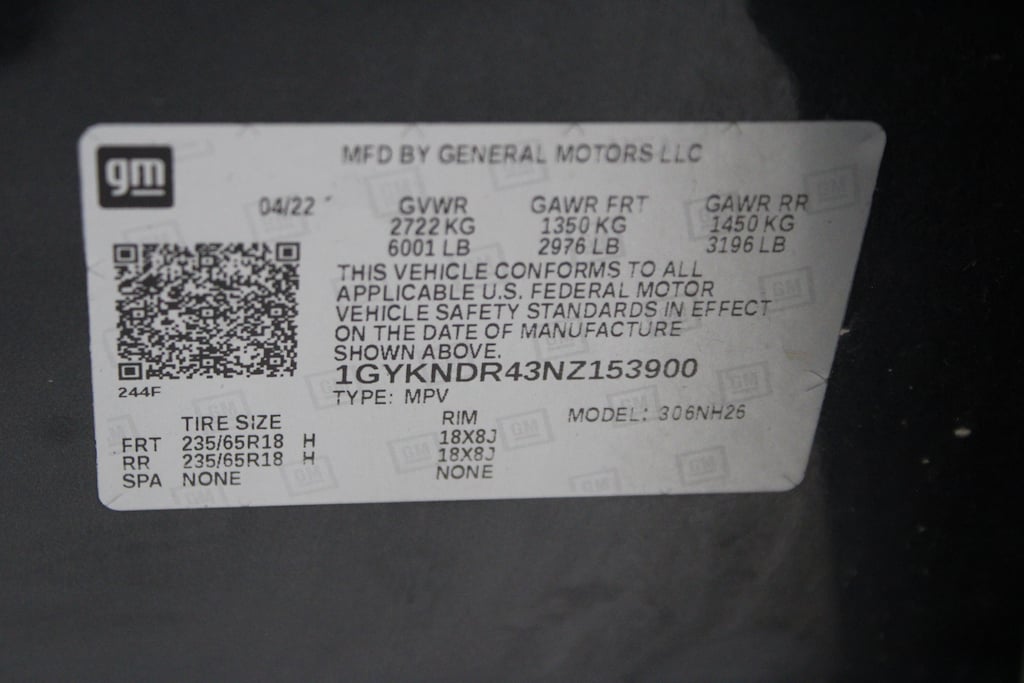 gm
MFD BY GENERAL MOTORS LLC
04/22 GVWR GAWR FRT GAWR RR
2722 KG 1350 KG 1450 KG
6001 LB 2976 LB 3196 LB
THIS VEHICLE CONFORMS TO ALL
APPLICABLE U.S. FEDERAL MOTOR
VEHICLE SAFETY STANDARDS IN EFFECT
ON THE DATE OF MANUFACTURE
SHOWN ABOVE.
1GYKNDR43NZ153900
244F
TYPE: MPV
TIRE SIZE RIM MODEL: 306NH26
FRT 235/65R18 H 18X8J
RR 235/65R18 H 18X8J
SPA NONE NONE